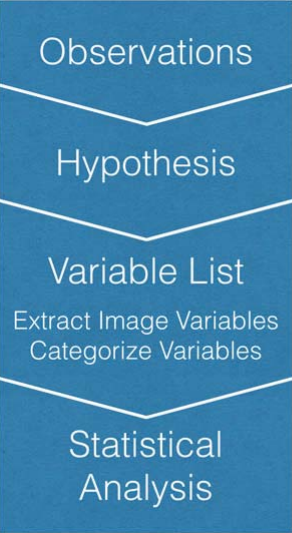 Observations
Hypothesis
Variable List
Extract Image Variables
Categorize Variables
Statistical
Analysis